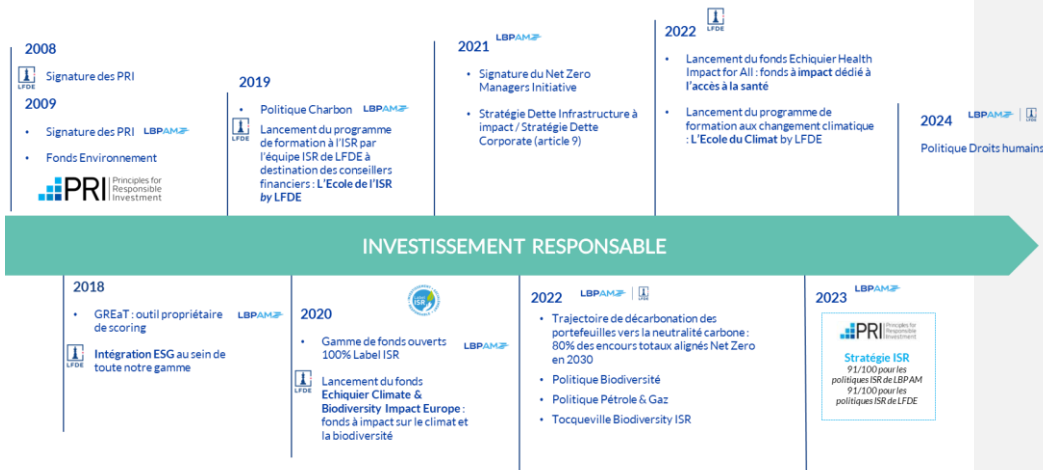 2008
LFDE
Signature des PRI
2009
• Signature des PRI LBPAM
• Fonds Environnement
PRI Principles for
Responsible
Investment
2019
• Politique Charbon LBPAM
LFDE
Lancement du programme
de formation à l'ISR par
l'équipe ISR de LFDE à
destination des conseillers
financiers : L'Ecole de l'ISR
by LFDE
2021 LBPAM
• Signature du Net Zero
Managers Initiative
• Stratégie Dette Infrastructure à
impact / Stratégie Dette
Corporate (article 9)
2022 LFDE
• Lancement du fonds Echiquier Health
Impact for All : fonds à impact dédié à
l'accès à la santé
• Lancement du programme de
formation aux changement climatique
: L'Ecole du Climat by LFDE
2024 LBPAM | LFDE
Politique Droits humains
INVESTISSEMENT RESPONSABLE
2018
• GREaT : outil propriétaire
de scoring LBPAM
LFDE
Intégration ESG au sein de
toute notre gamme
2020
ISR
• Gamme de fonds ouverts
100% Label ISR LBPAM
LFDE
Lancement du fonds
Echiquier Climate &
Biodiversity Impact Europe :
fonds à impact sur le climat et
la biodiversité
2022 LBPAM |
• Trajectoire de décarbonation des
portefeuilles vers la neutralité carbone :
80% des encours totaux alignés Net Zero
en 2030
• Politique Biodiversité
• Politique Pétrole & Gaz
• Tocqueville Biodiversity ISR
2023 LBPAM
PRI Principles for
Responsible
Investment
Stratégie ISR
91/100 pour les
politiques ISR de LBP AM
91/100 pour les
politiques ISR de LFDE